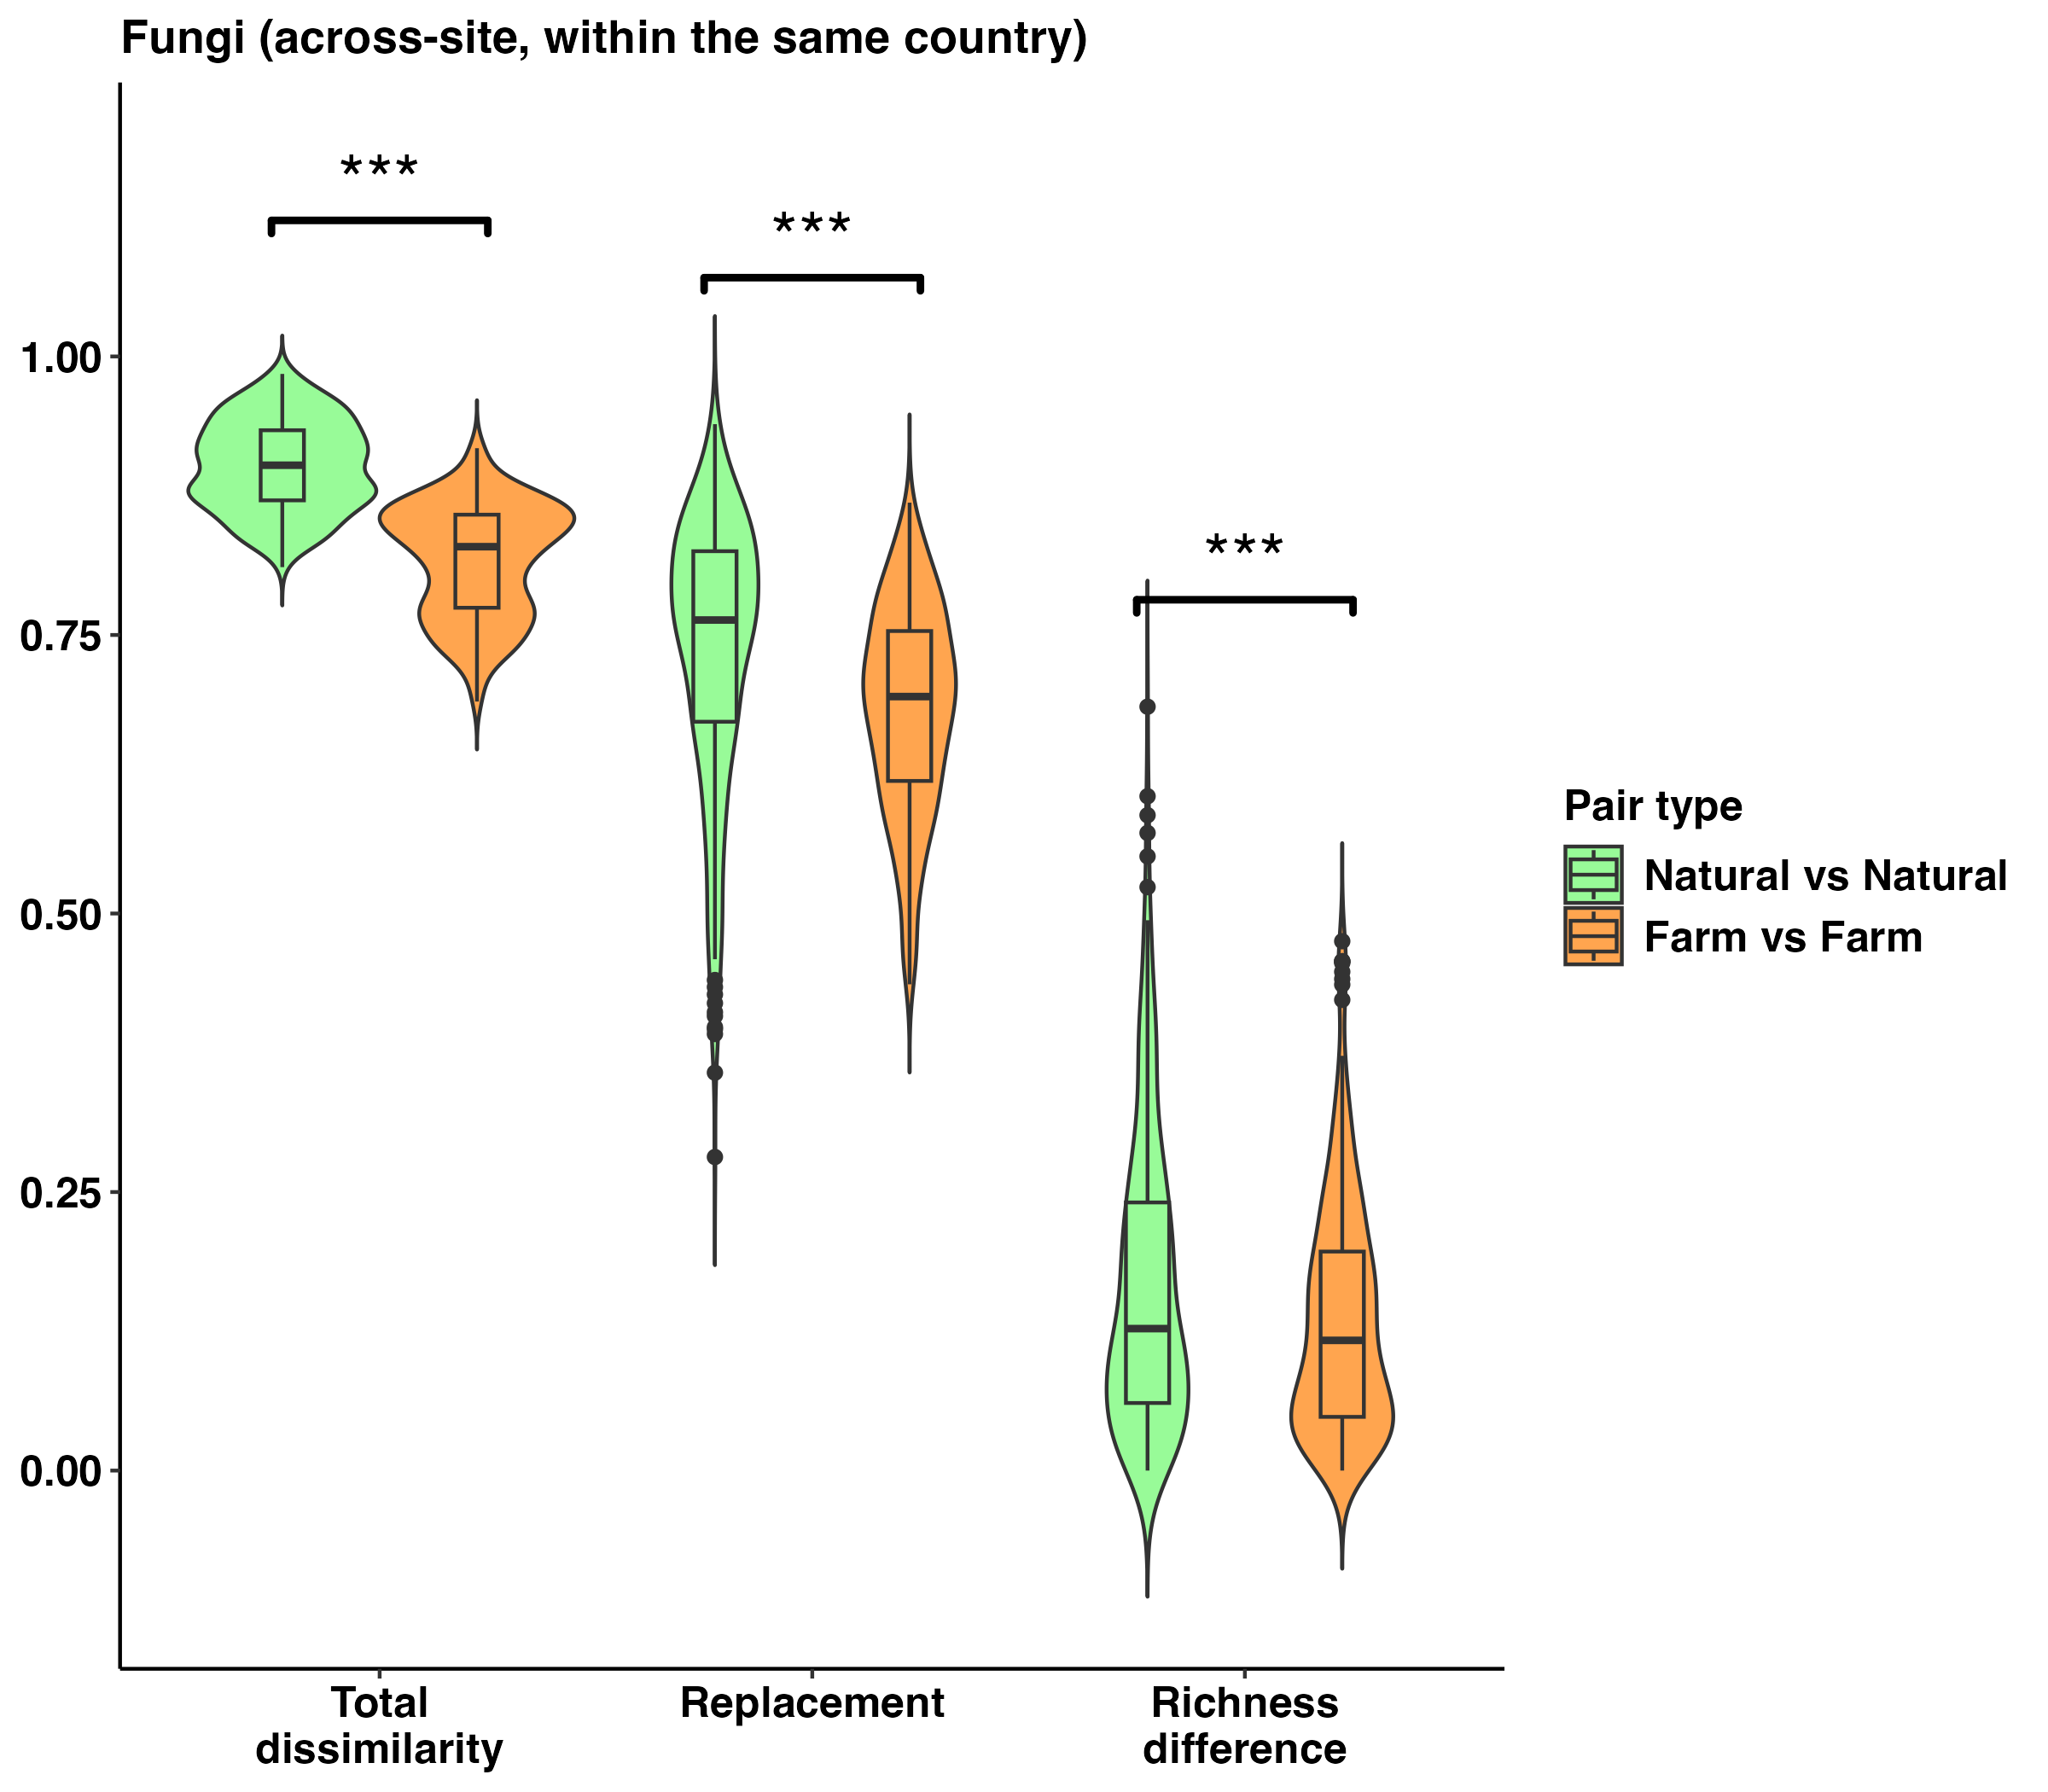 Fungi (across-site, within the same country)
***
***
***
1.00
0.75
0.50
0.25
0.00
Total
dissimilarity
Replacement
Richness
difference
Pair type
Natural vs Natural
Farm vs Farm